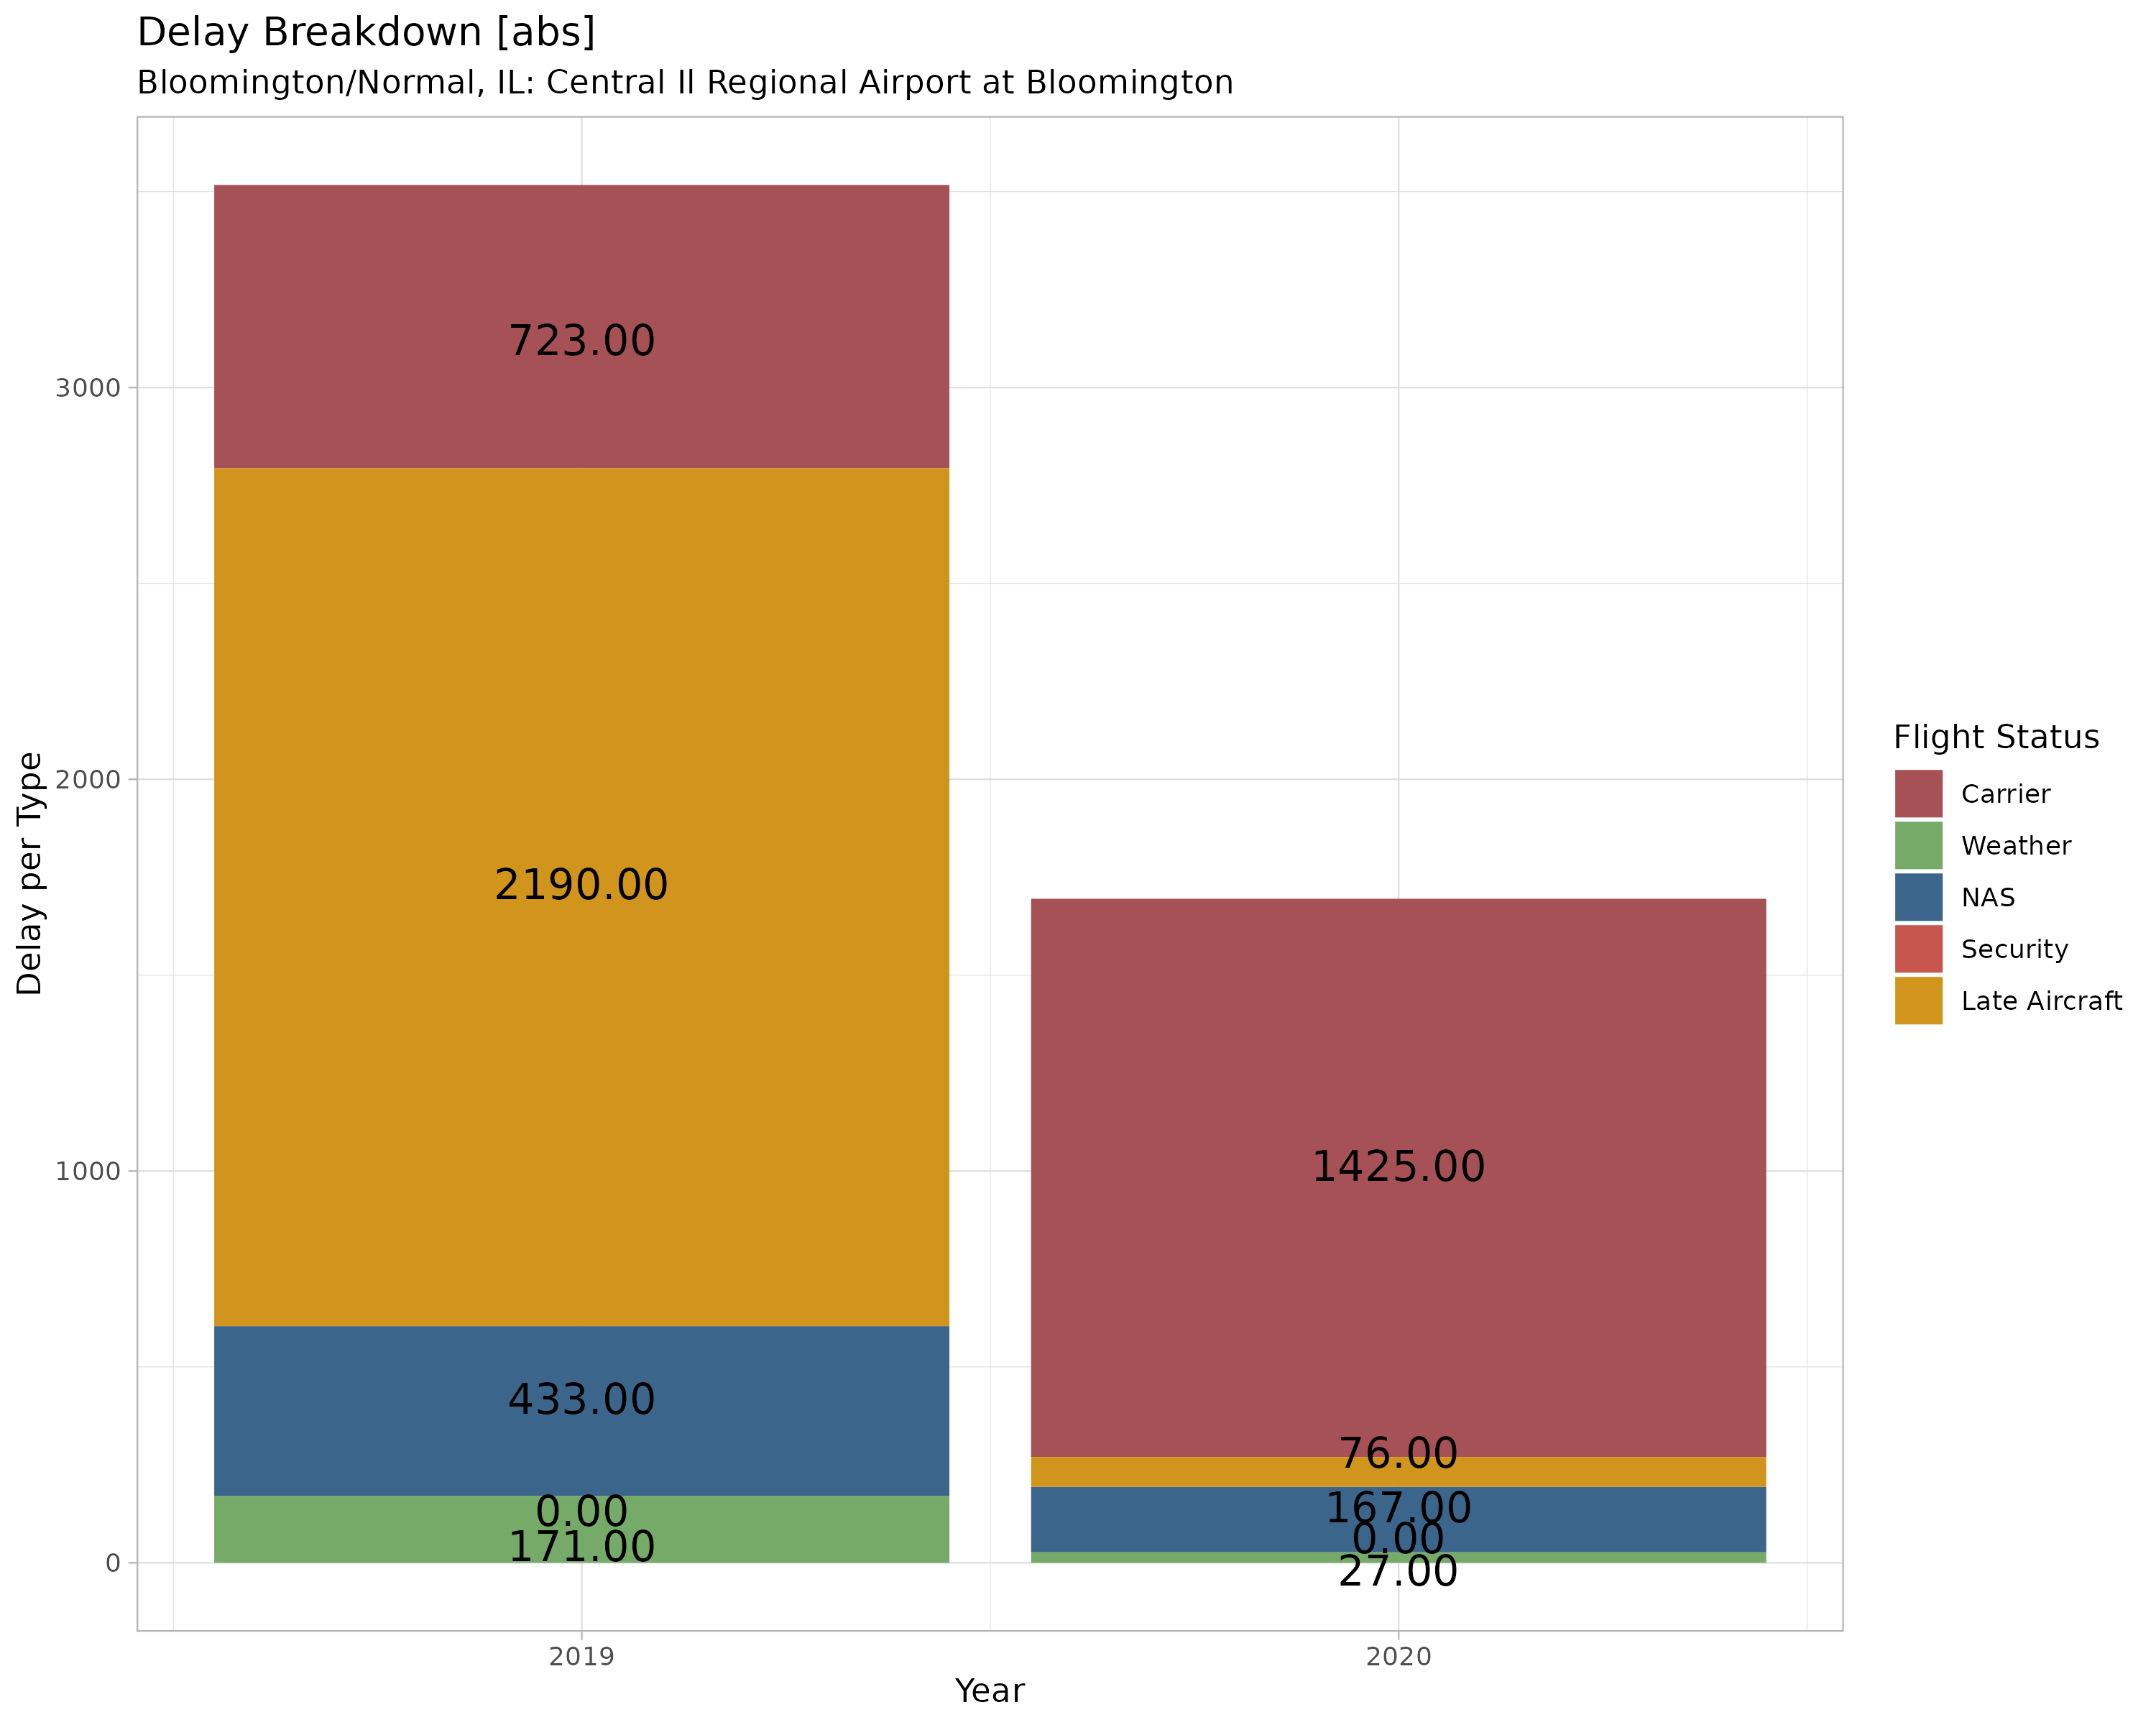 Delay Breakdown [abs]
Bloomington/Normal, IL: Central Il Regional Airport at Bloomington
Delay per Type
3000
2000
1000
0
723.00
2190.00
433.00
0.00
171.00
1425.00
76.00
167.00
0.00
27.00
2019
2020
Year
Flight Status
Carrier
Weather
NAS
Security
Late Aircraft